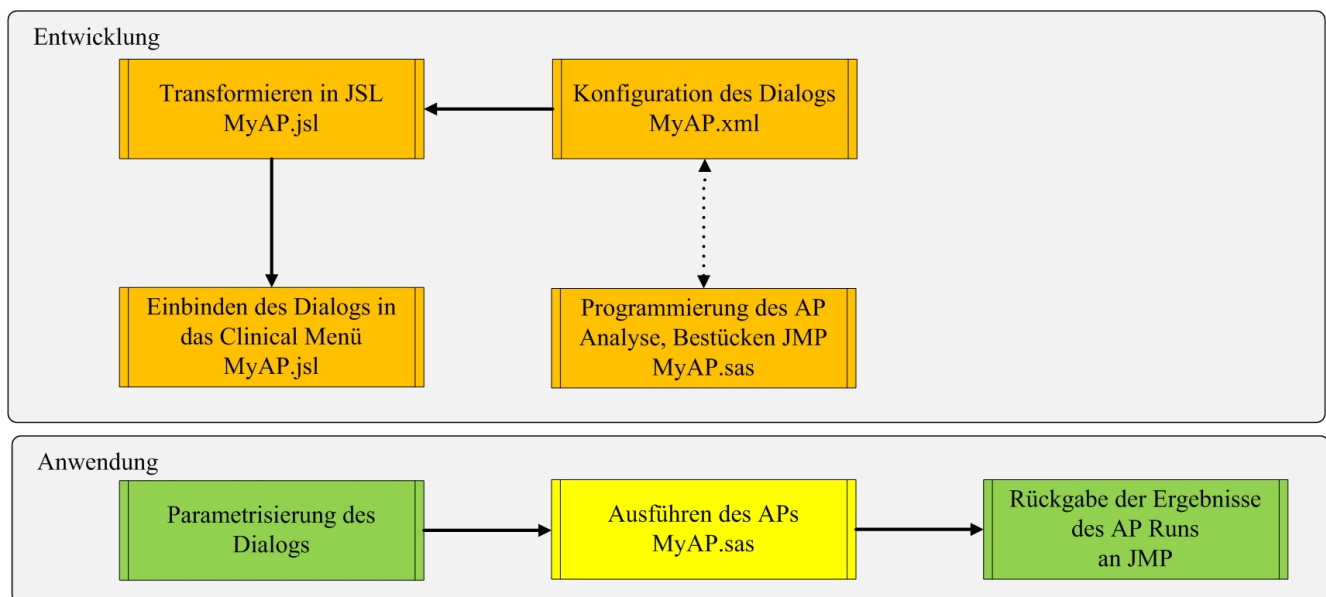 Entwicklung
Transformieren in JSL
MyAP.jsl
Konfiguration des Dialogs
MyAP.xml
Einbinden des Dialogs in
das Clinical Menü
MyAP.jsl
Programmierung des AP
Analyse, Bestücken JMP
MyAP.sas
Anwendung
Parametrisierung des
Dialogs
Ausführen des APs
MyAP.sas
Rückgabe der Ergebnisse
des AP Runs
an JMP